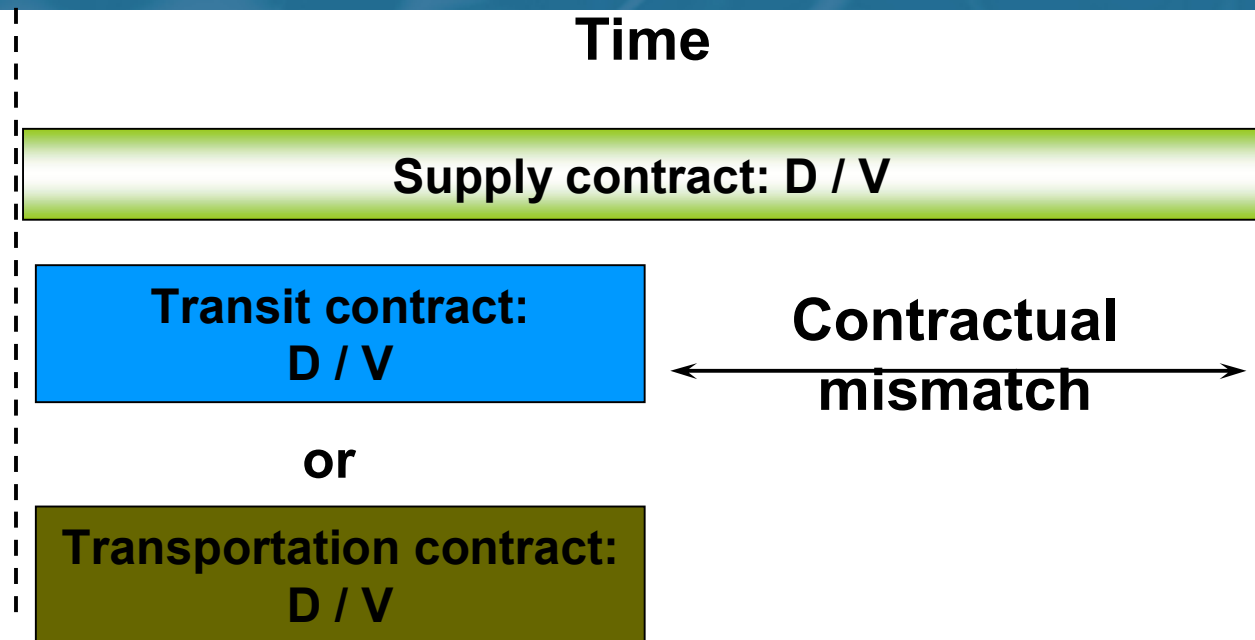 Time
Supply contract: D / V
Transit contract:
D / V
Contractual
mismatch
or
Transportation contract:
D / V